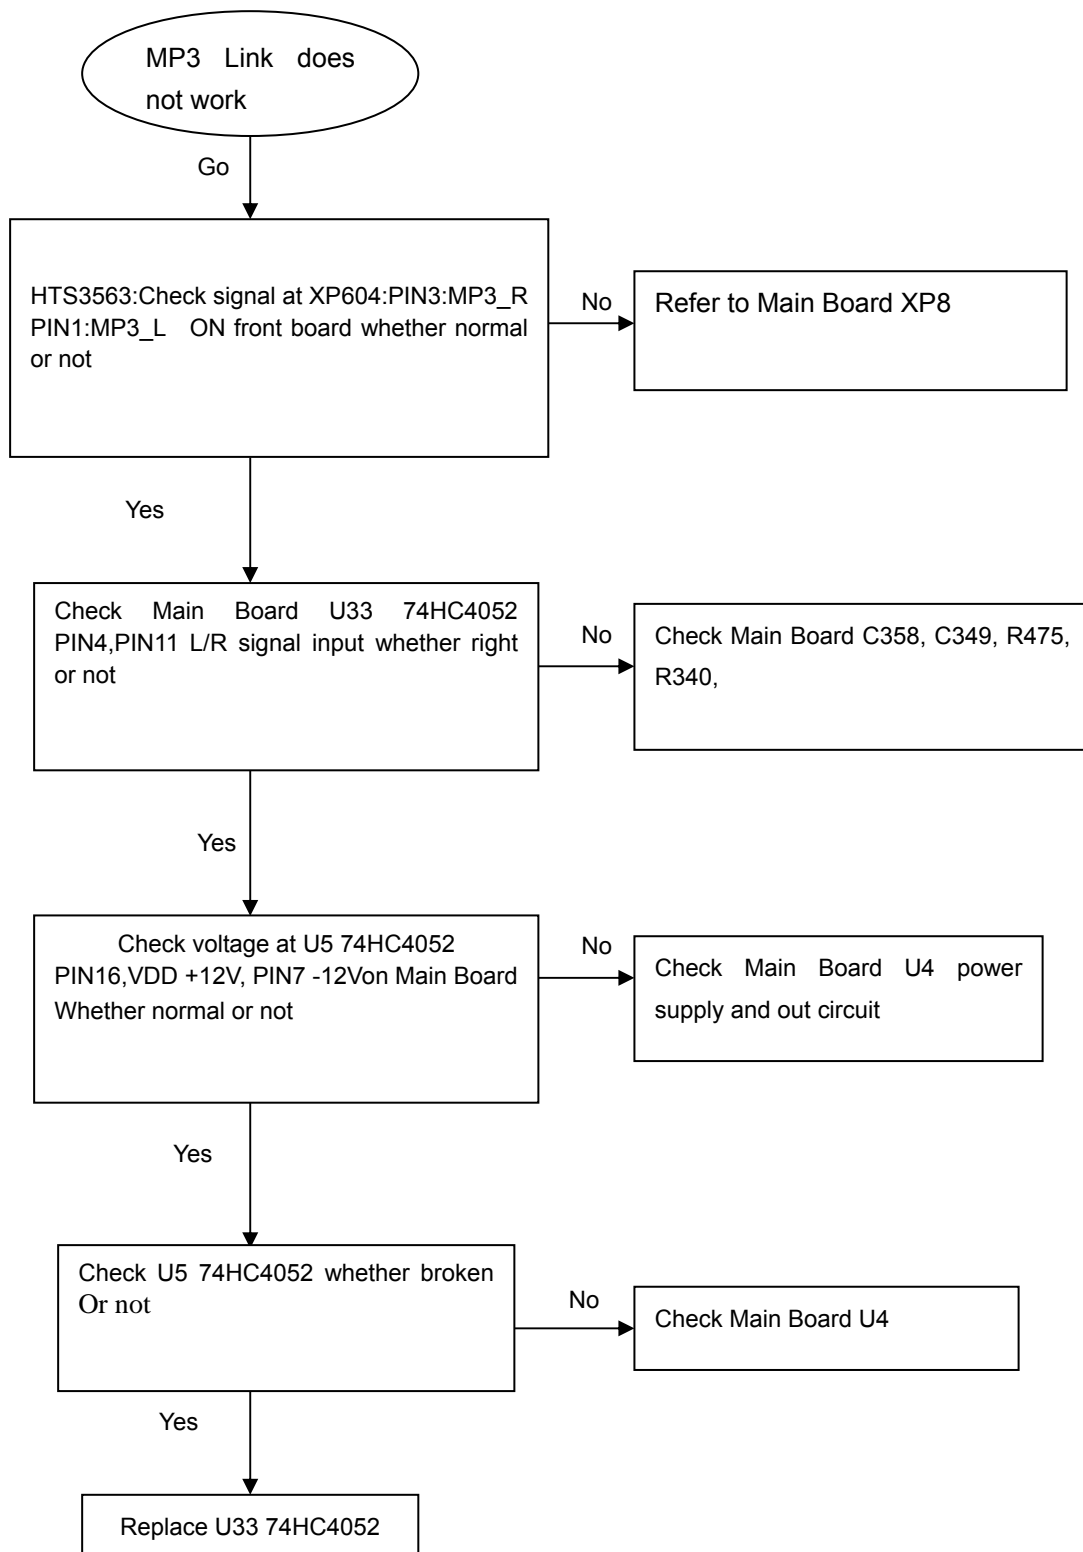 MP3 Link does
not work
Go
HTS3563:Check signal at XP604:PIN3:MP3_R
PIN1:MP3_L ON front board whether normal
or not
No
Refer to Main Board XP8
Yes
Check Main Board U33 74HC4052
PIN4,PIN11 L/R signal input whether right
or not
No
Check Main Board C358, C349, R475,
R340,
Yes
Check voltage at U5 74HC4052
PIN16,VDD +12V, PIN7 -12Von Main Board
Whether normal or not
No
Check Main Board U4 power
supply and out circuit
Yes
Check U5 74HC4052 whether broken
Or not
No
Check Main Board U4
Yes
Replace U33 74HC4052